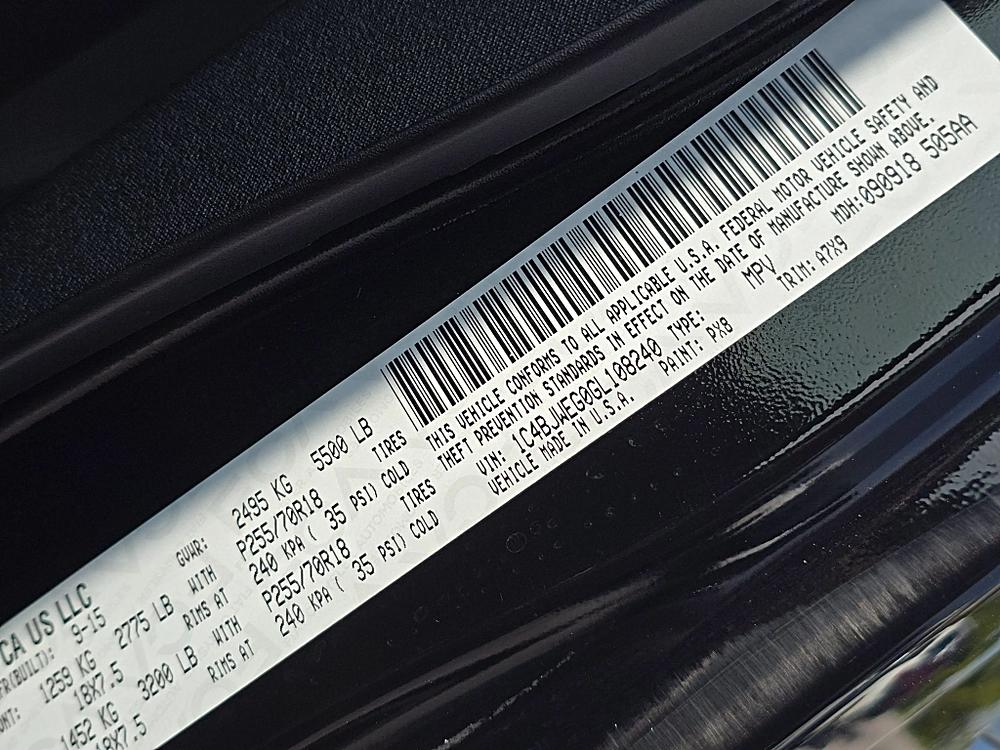 CA US LLC
FR(BUILT): 9-15
GVWR: 2495 KG 5500 LB
1259 KG 2775 LB WITH P255/70R18 TIRES
18X7.5 RIMS AT 240 KPA ( 35 PSI) COLD
1452 KG 3200 LB WITH P255/70R18 TIRES
18X7.5 RIMS AT 240 KPA ( 35 PSI) COLD
THIS VEHICLE CONFORMS TO ALL APPLICABLE U.S.A. FEDERAL MOTOR VEHICLE SAFETY AND
THEFT PREVENTION STANDARDS IN EFFECT ON THE DATE OF MANUFACTURE SHOWN ABOVE.
VIN: 1C4BJWEG0GL108240 TYPE: MPV MDH:090918 505AA
VEHICLE MADE IN U.S.A. PAINT: PX8 TRIM: A7X9